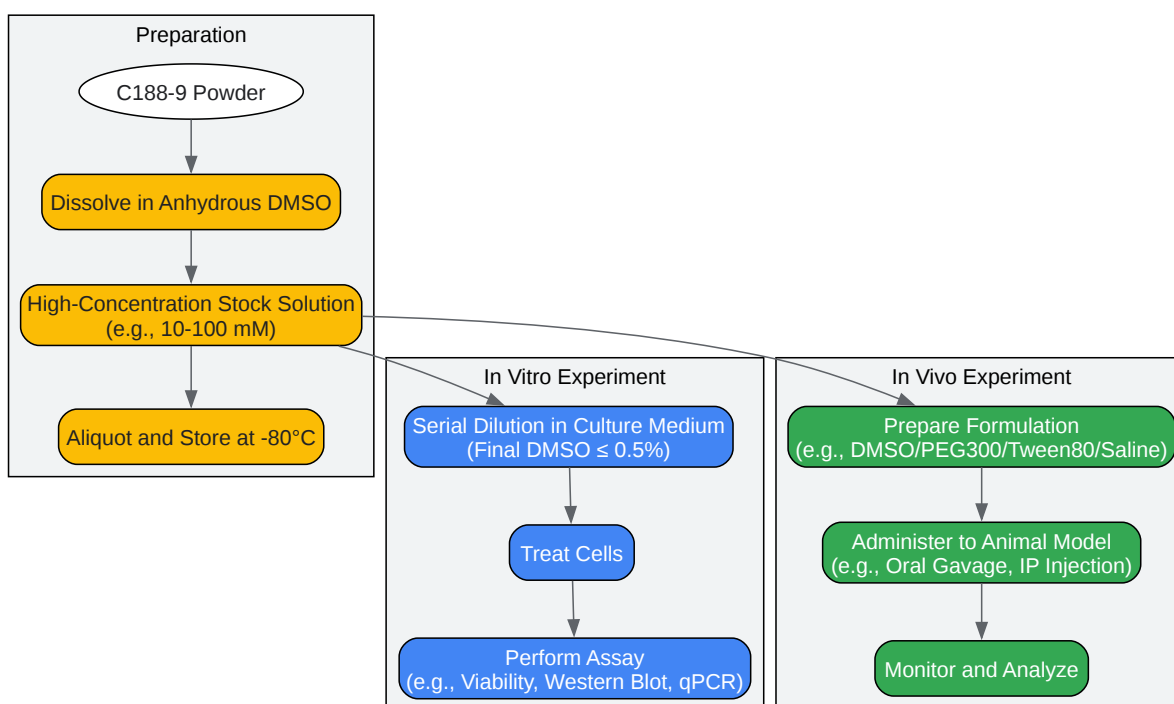 Preparation
C188-9 Powder
Dissolve in Anhydrous DMSO
High-Concentration Stock Solution
(e.g., 10-100 mM)
Aliquot and Store at -80°C
In Vitro Experiment
Serial Dilution in Culture Medium
(Final DMSO ≤ 0.5%)
Treat Cells
Perform Assay
(e.g., Viability, Western Blot, qPCR)
In Vivo Experiment
Prepare Formulation
(e.g., DMSO/PEG300/Tween80/Saline)
Administer to Animal Model
(e.g., Oral Gavage, IP Injection)
Monitor and Analyze